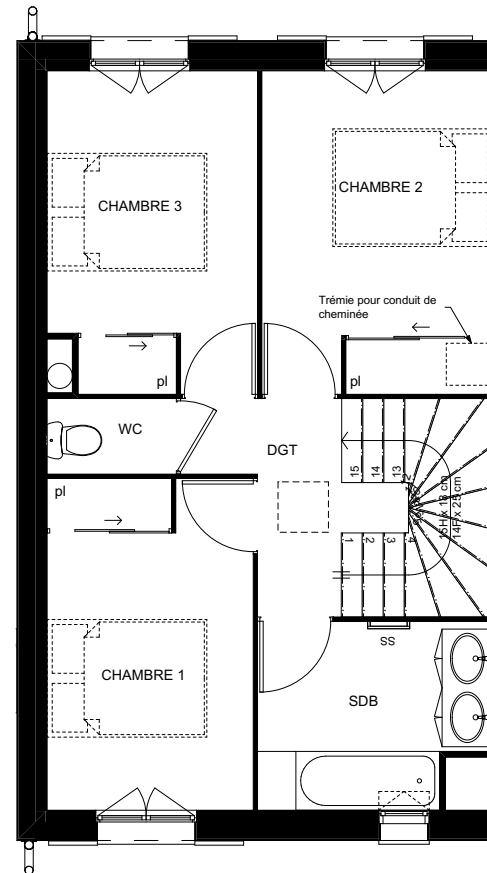 CHAMBRE 3
CHAMBRE 2
Trémie pour conduit de
cheminée
pl
pl
WC
DGT
15
14
13
pl
1
2
3
4
15H x 18 cm
14F x 25 cm
SS
CHAMBRE 1
SDB